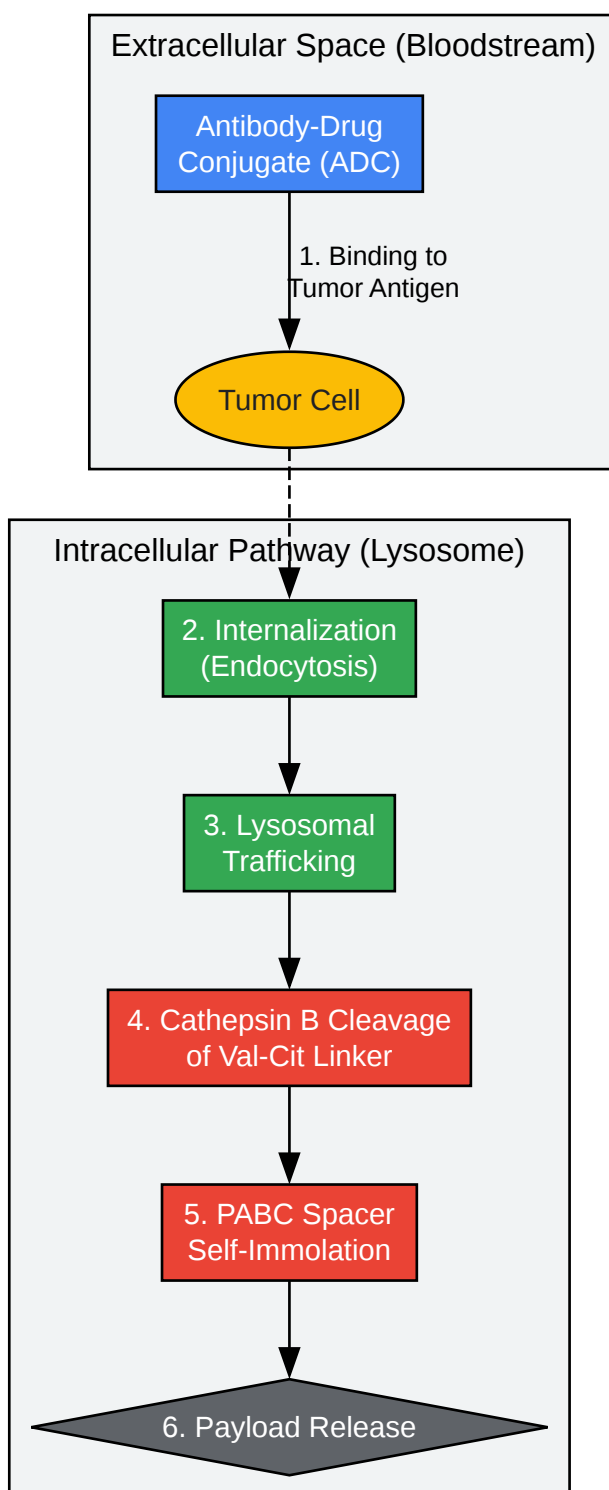 Extracellular Space (Bloodstream)
Antibody-Drug
Conjugate (ADC)
1. Binding to
Tumor Antigen
Tumor Cell
Intracellular Pathway (Lysosome)
2. Internalization
(Endocytosis)
3. Lysosomal
Trafficking
4. Cathepsin B Cleavage
of Val-Cit Linker
5. PABC Spacer
Self-Immolation
6. Payload Release